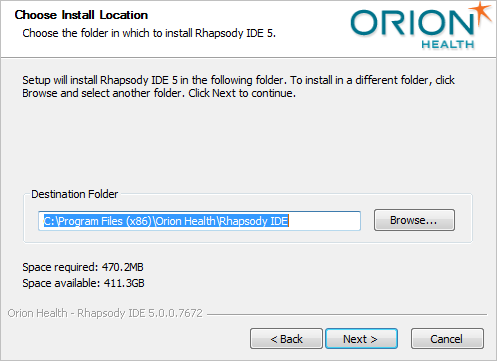 Choose Install Location
Choose the folder in which to install Rhapsody IDE 5.
ORION
HEALTH
Setup will install Rhapsody IDE 5 in the following folder. To install in a different folder, click
Browse and select another folder. Click Next to continue.
Destination Folder
C:\Program Files (x86)\Orion Health\Rhapsody IDE
Browse...
Space required: 470.2MB
Space available: 411.3GB
Orion Health - Rhapsody IDE 5.0.0.7672
< Back
Next >
Cancel